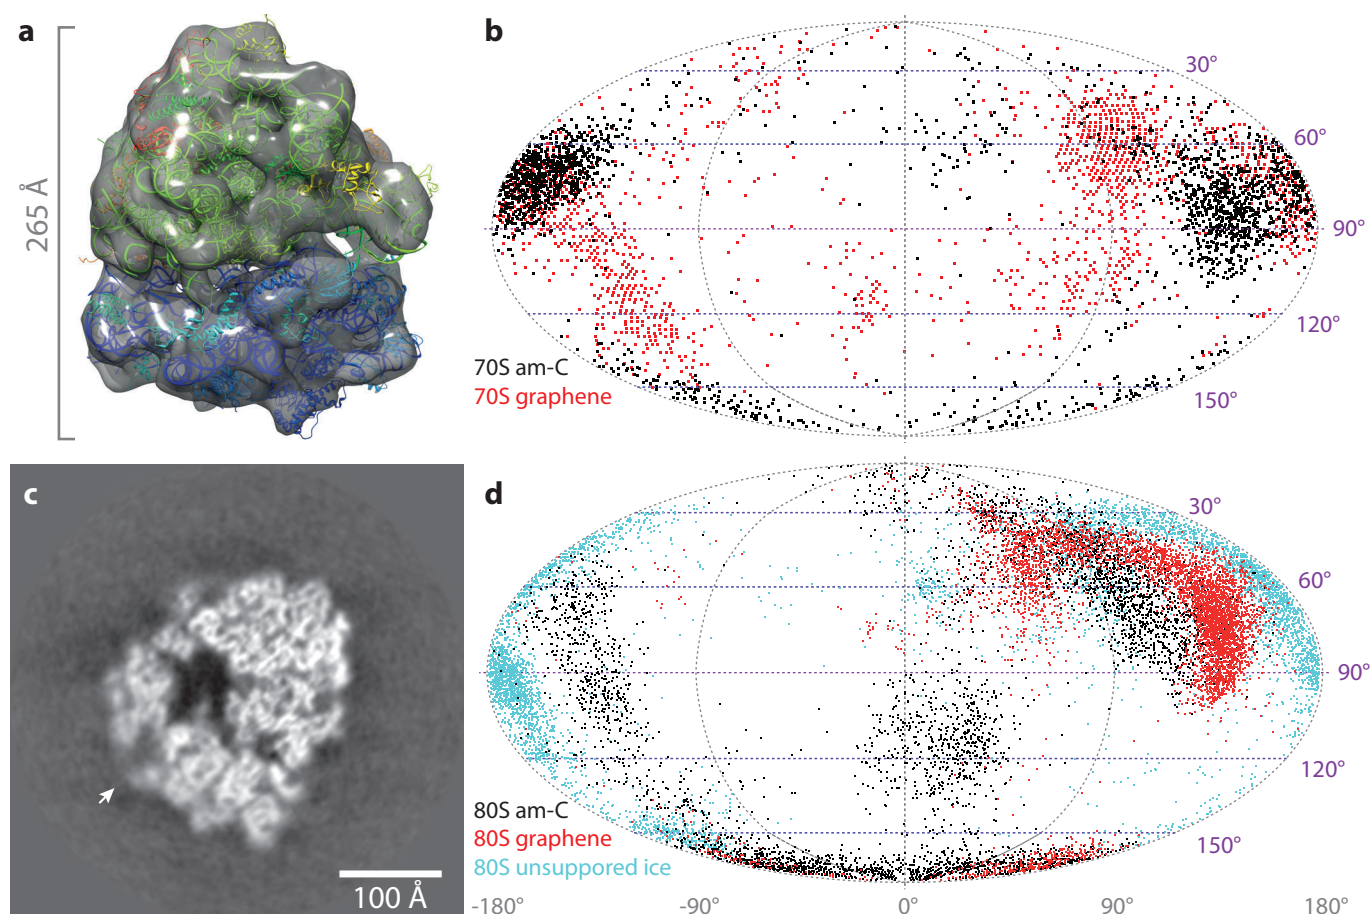 a
265 Å
b
30°
60°
90°
120°
150°
70S am-C
70S graphene
c
100 Å
d
30°
60°
90°
120°
150°
80S am-C
80S graphene
80S unsuppored ice
-180° -90° 0° 90° 180°